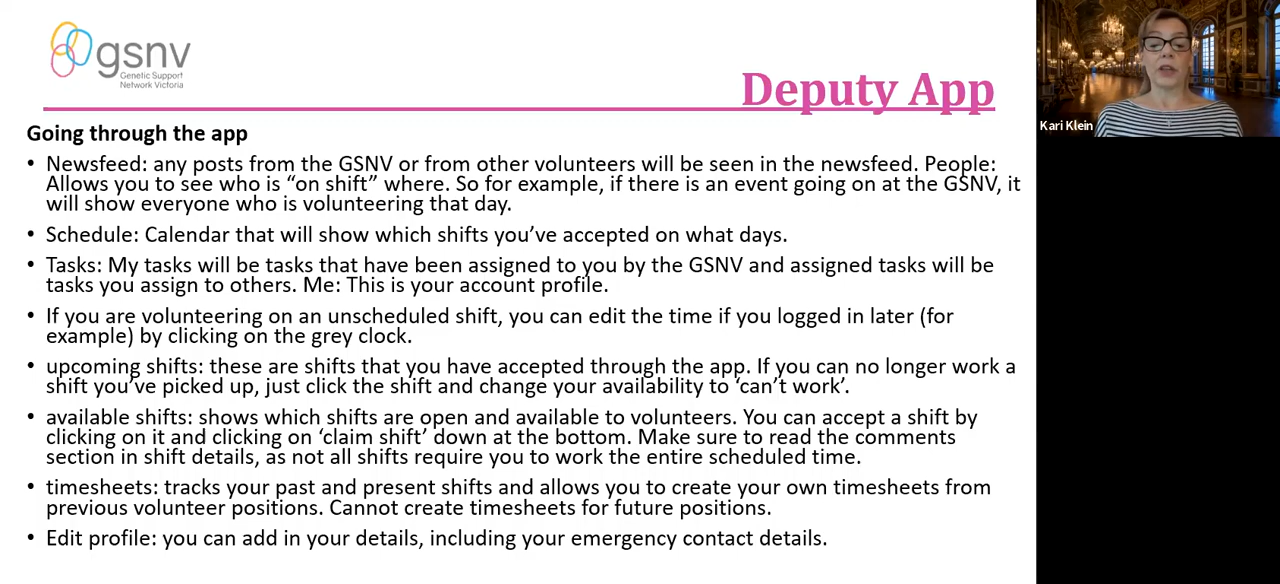 gsnv
Genetic Support
Network Victoria
Deputy App
Kari Klein
Going through the app
• Newsfeed: any posts from the GSNV or from other volunteers will be seen in the newsfeed. People:
Allows you to see who is “on shift” where. So for example, if there is an event going on at the GSNV, it
will show everyone who is volunteering that day.
• Schedule: Calendar that will show which shifts you’ve accepted on what days.
• Tasks: My tasks will be tasks that have been assigned to you by the GSNV and assigned tasks will be
tasks you assign to others. Me: This is your account profile.
• If you are volunteering on an unscheduled shift, you can edit the time if you logged in later (for
example) by clicking on the grey clock.
• upcoming shifts: these are shifts that you have accepted through the app. If you can no longer work a
shift you’ve picked up, just click the shift and change your availability to ‘can’t work’.
• available shifts: shows which shifts are open and available to volunteers. You can accept a shift by
clicking on it and clicking on ‘claim shift’ down at the bottom. Make sure to read the comments
section in shift details, as not all shifts require you to work the entire scheduled time.
• timesheets: tracks your past and present shifts and allows you to create your own timesheets from
previous volunteer positions. Cannot create timesheets for future positions.
• Edit profile: you can add in your details, including your emergency contact details.